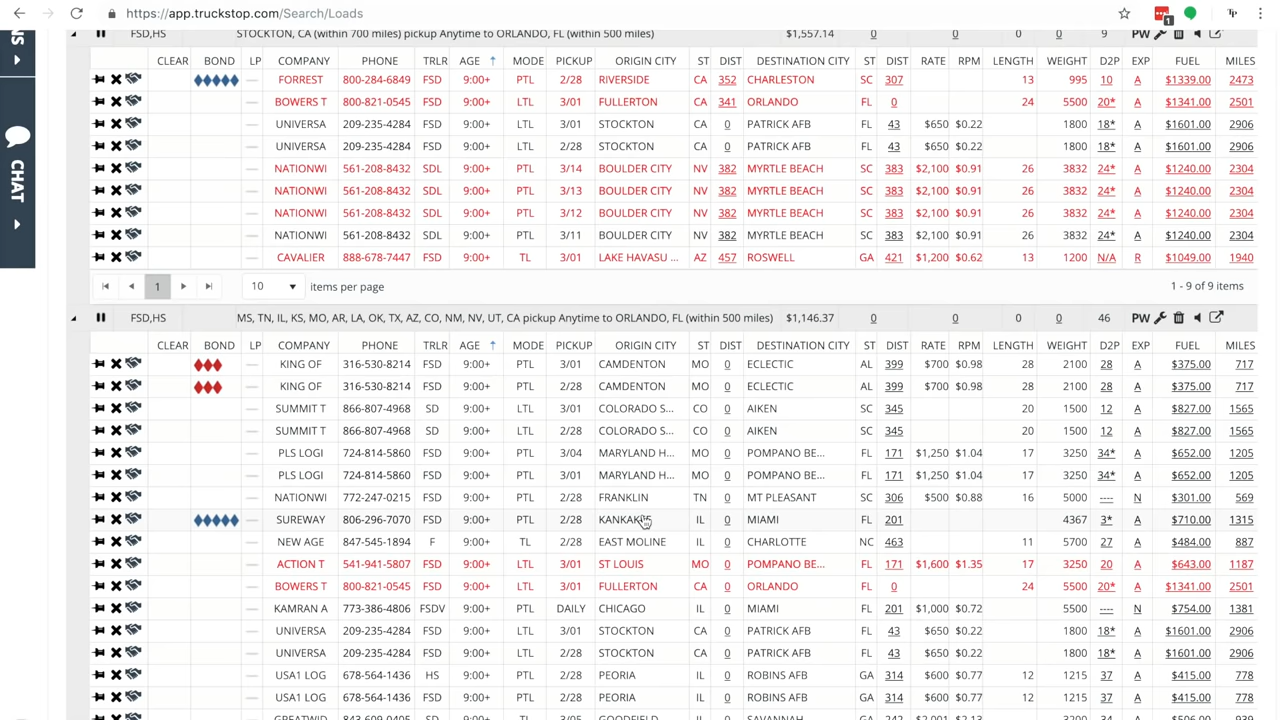 https://app.truckstop.com/Search/Loads 1 Tp
NS
CHAT
FSD,HS STOCKTON, CA (within 700 miles) pickup Anytime to ORLANDO, FL (within 500 miles) $1,557.14 0 0 0 0 9 PW
CLEAR BOND LP COMPANY PHONE TRLR AGE MODE PICKUP ORIGIN CITY ST DIST DESTINATION CITY ST DIST RATE RPM LENGTH WEIGHT D2P EXP FUEL MILES
FORREST 800-284-6849 FSD 9:00+ PTL 2/28 RIVERSIDE CA 352 CHARLESTON SC 307 13 995 10 A $1339.00 2473
BOWERS T 800-821-0545 FSD 9:00+ LTL 3/01 FULLERTON CA 341 ORLANDO FL 0 24 5500 20* A $1341.00 2501
UNIVERSA 209-235-4284 FSD 9:00+ LTL 3/01 STOCKTON CA 0 PATRICK AFB FL 43 $650 $0.22 1800 18* A $1601.00 2906
UNIVERSA 209-235-4284 FSD 9:00+ LTL 2/28 STOCKTON CA 0 PATRICK AFB FL 43 $650 $0.22 1800 18* A $1601.00 2906
NATIONWI 561-208-8432 SDL 9:00+ PTL 3/14 BOULDER CITY NV 382 MYRTLE BEACH SC 383 $2,100 $0.91 26 3832 24* A $1240.00 2304
NATIONWI 561-208-8432 SDL 9:00+ PTL 3/13 BOULDER CITY NV 382 MYRTLE BEACH SC 383 $2,100 $0.91 26 3832 24* A $1240.00 2304
NATIONWI 561-208-8432 SDL 9:00+ PTL 3/12 BOULDER CITY NV 382 MYRTLE BEACH SC 383 $2,100 $0.91 26 3832 24* A $1240.00 2304
NATIONWI 561-208-8432 SDL 9:00+ PTL 3/11 BOULDER CITY NV 382 MYRTLE BEACH SC 383 $2,100 $0.91 26 3832 24* A $1240.00 2304
CAVALIER 888-678-7447 FSD 9:00+ TL 3/01 LAKE HAVASU ... AZ 457 ROSWELL GA 421 $1,200 $0.62 13 1200 N/A R $1049.00 1940
1 10 items per page 1 - 9 of 9 items
FSD,HS MS, TN, IL, KS, MO, AR, LA, OK, TX, AZ, CO, NM, NV, UT, CA pickup Anytime to ORLANDO, FL (within 500 miles) $1,146.37 0 0 0 0 46 PW
CLEAR BOND LP COMPANY PHONE TRLR AGE MODE PICKUP ORIGIN CITY ST DIST DESTINATION CITY ST DIST RATE RPM LENGTH WEIGHT D2P EXP FUEL MILES
KING OF 316-530-8214 FSD 9:00+ PTL 3/01 CAMDENTON MO 0 ECLECTIC AL 399 $700 $0.98 28 2100 28 A $375.00 717
KING OF 316-530-8214 FSD 9:00+ PTL 2/28 CAMDENTON MO 0 ECLECTIC AL 399 $700 $0.98 28 2100 28 A $375.00 717
SUMMIT T 866-807-4968 SD 9:00+ LTL 3/01 COLORADO S... CO 0 AIKEN SC 345 20 1500 12 A $827.00 1565
SUMMIT T 866-807-4968 SD 9:00+ LTL 2/28 COLORADO S... CO 0 AIKEN SC 345 20 1500 12 A $827.00 1565
PLS LOGI 724-814-5860 FSD 9:00+ PTL 3/04 MARYLAND H... MO 0 POMPANO BE... FL 171 $1,250 $1.04 17 3250 34* A $652.00 1205
PLS LOGI 724-814-5860 FSD 9:00+ PTL 3/01 MARYLAND H... MO 0 POMPANO BE... FL 171 $1,250 $1.04 17 3250 34* A $652.00 1205
NATIONWI 772-247-0215 FSD 9:00+ PTL 2/28 FRANKLIN TN 0 MT PLEASANT SC 306 $500 $0.88 16 5000 ---- N $301.00 569
SUREWAY 806-296-7070 FSD 9:00+ PTL 2/28 KANKAKEE IL 0 MIAMI FL 201 4367 3* A $710.00 1315
NEW AGE 847-545-1894 F 9:00+ TL 2/28 EAST MOLINE IL 0 CHARLOTTE NC 463 11 5700 27 A $484.00 887
ACTION T 541-941-5807 FSD 9:00+ PTL 3/01 ST LOUIS MO 0 POMPANO BE... FL 171 $1,600 $1.35 17 3250 20 A $643.00 1187
BOWERS T 800-821-0545 FSD 9:00+ LTL 3/01 FULLERTON CA 0 ORLANDO FL 0 24 5500 20* A $1341.00 2501
KAMRAN A 773-386-4806 FSDV 9:00+ PTL DAILY CHICAGO IL 0 MIAMI FL 201 $1,000 $0.72 5500 ---- N $754.00 1381
UNIVERSA 209-235-4284 FSD 9:00+ LTL 3/01 STOCKTON CA 0 PATRICK AFB FL 43 $650 $0.22 1800 18* A $1601.00 2906
UNIVERSA 209-235-4284 FSD 9:00+ LTL 2/28 STOCKTON CA 0 PATRICK AFB FL 43 $650 $0.22 1800 18* A $1601.00 2906
USA1 LOG 678-564-1436 HS 9:00+ PTL 3/01 PEORIA IL 0 ROBINS AFB GA 314 $600 $0.77 12 1215 37 A $415.00 778
USA1 LOG 678-564-1436 FSD 9:00+ PTL 3/01 PEORIA IL 0 ROBINS AFB GA 314 $600 $0.77 12 1215 37 A $415.00 778